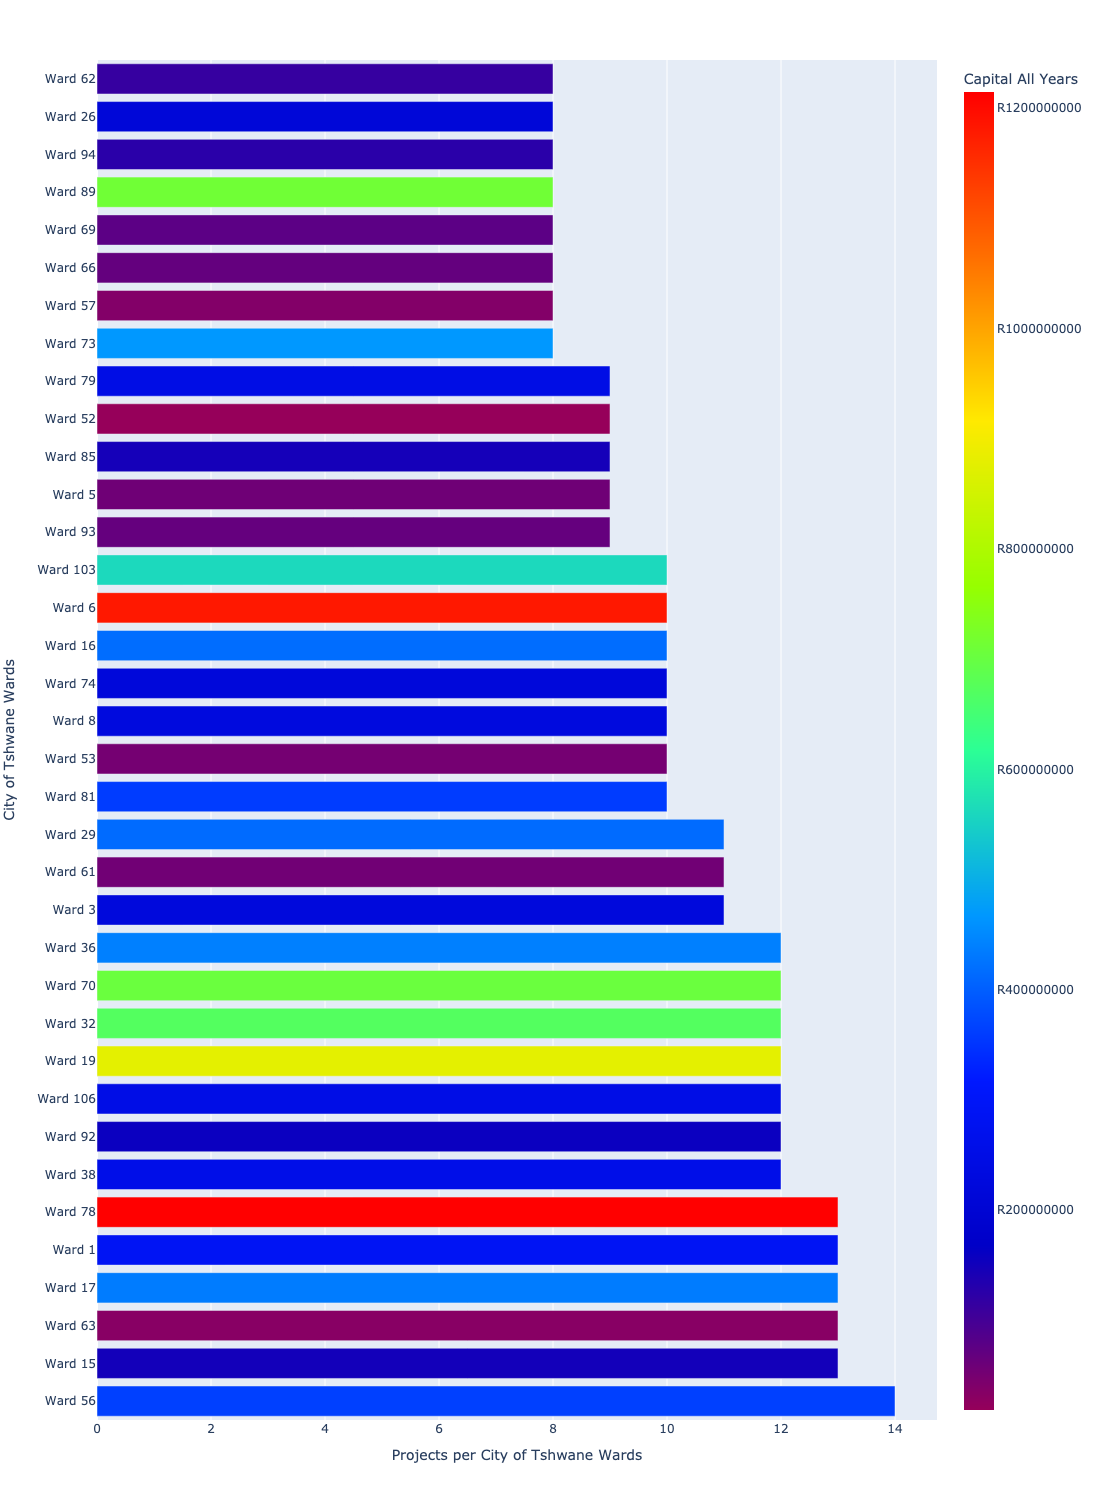 Capital All Years
Ward 62
Ward 26
Ward 94
Ward 89
Ward 69
Ward 66
Ward 57
Ward 73
Ward 79
Ward 52
Ward 85
Ward 5
Ward 93
Ward 103
Ward 6
Ward 16
Ward 74
Ward 8
Ward 53
Ward 81
Ward 29
Ward 61
Ward 3
Ward 36
Ward 70
Ward 32
Ward 19
Ward 106
Ward 92
Ward 38
Ward 78
Ward 1
Ward 17
Ward 63
Ward 15
Ward 56
City of Tshwane Wards
0 2 4 6 8 10 12 14
Projects per City of Tshwane Wards
R1200000000
R1000000000
R800000000
R600000000
R400000000
R200000000